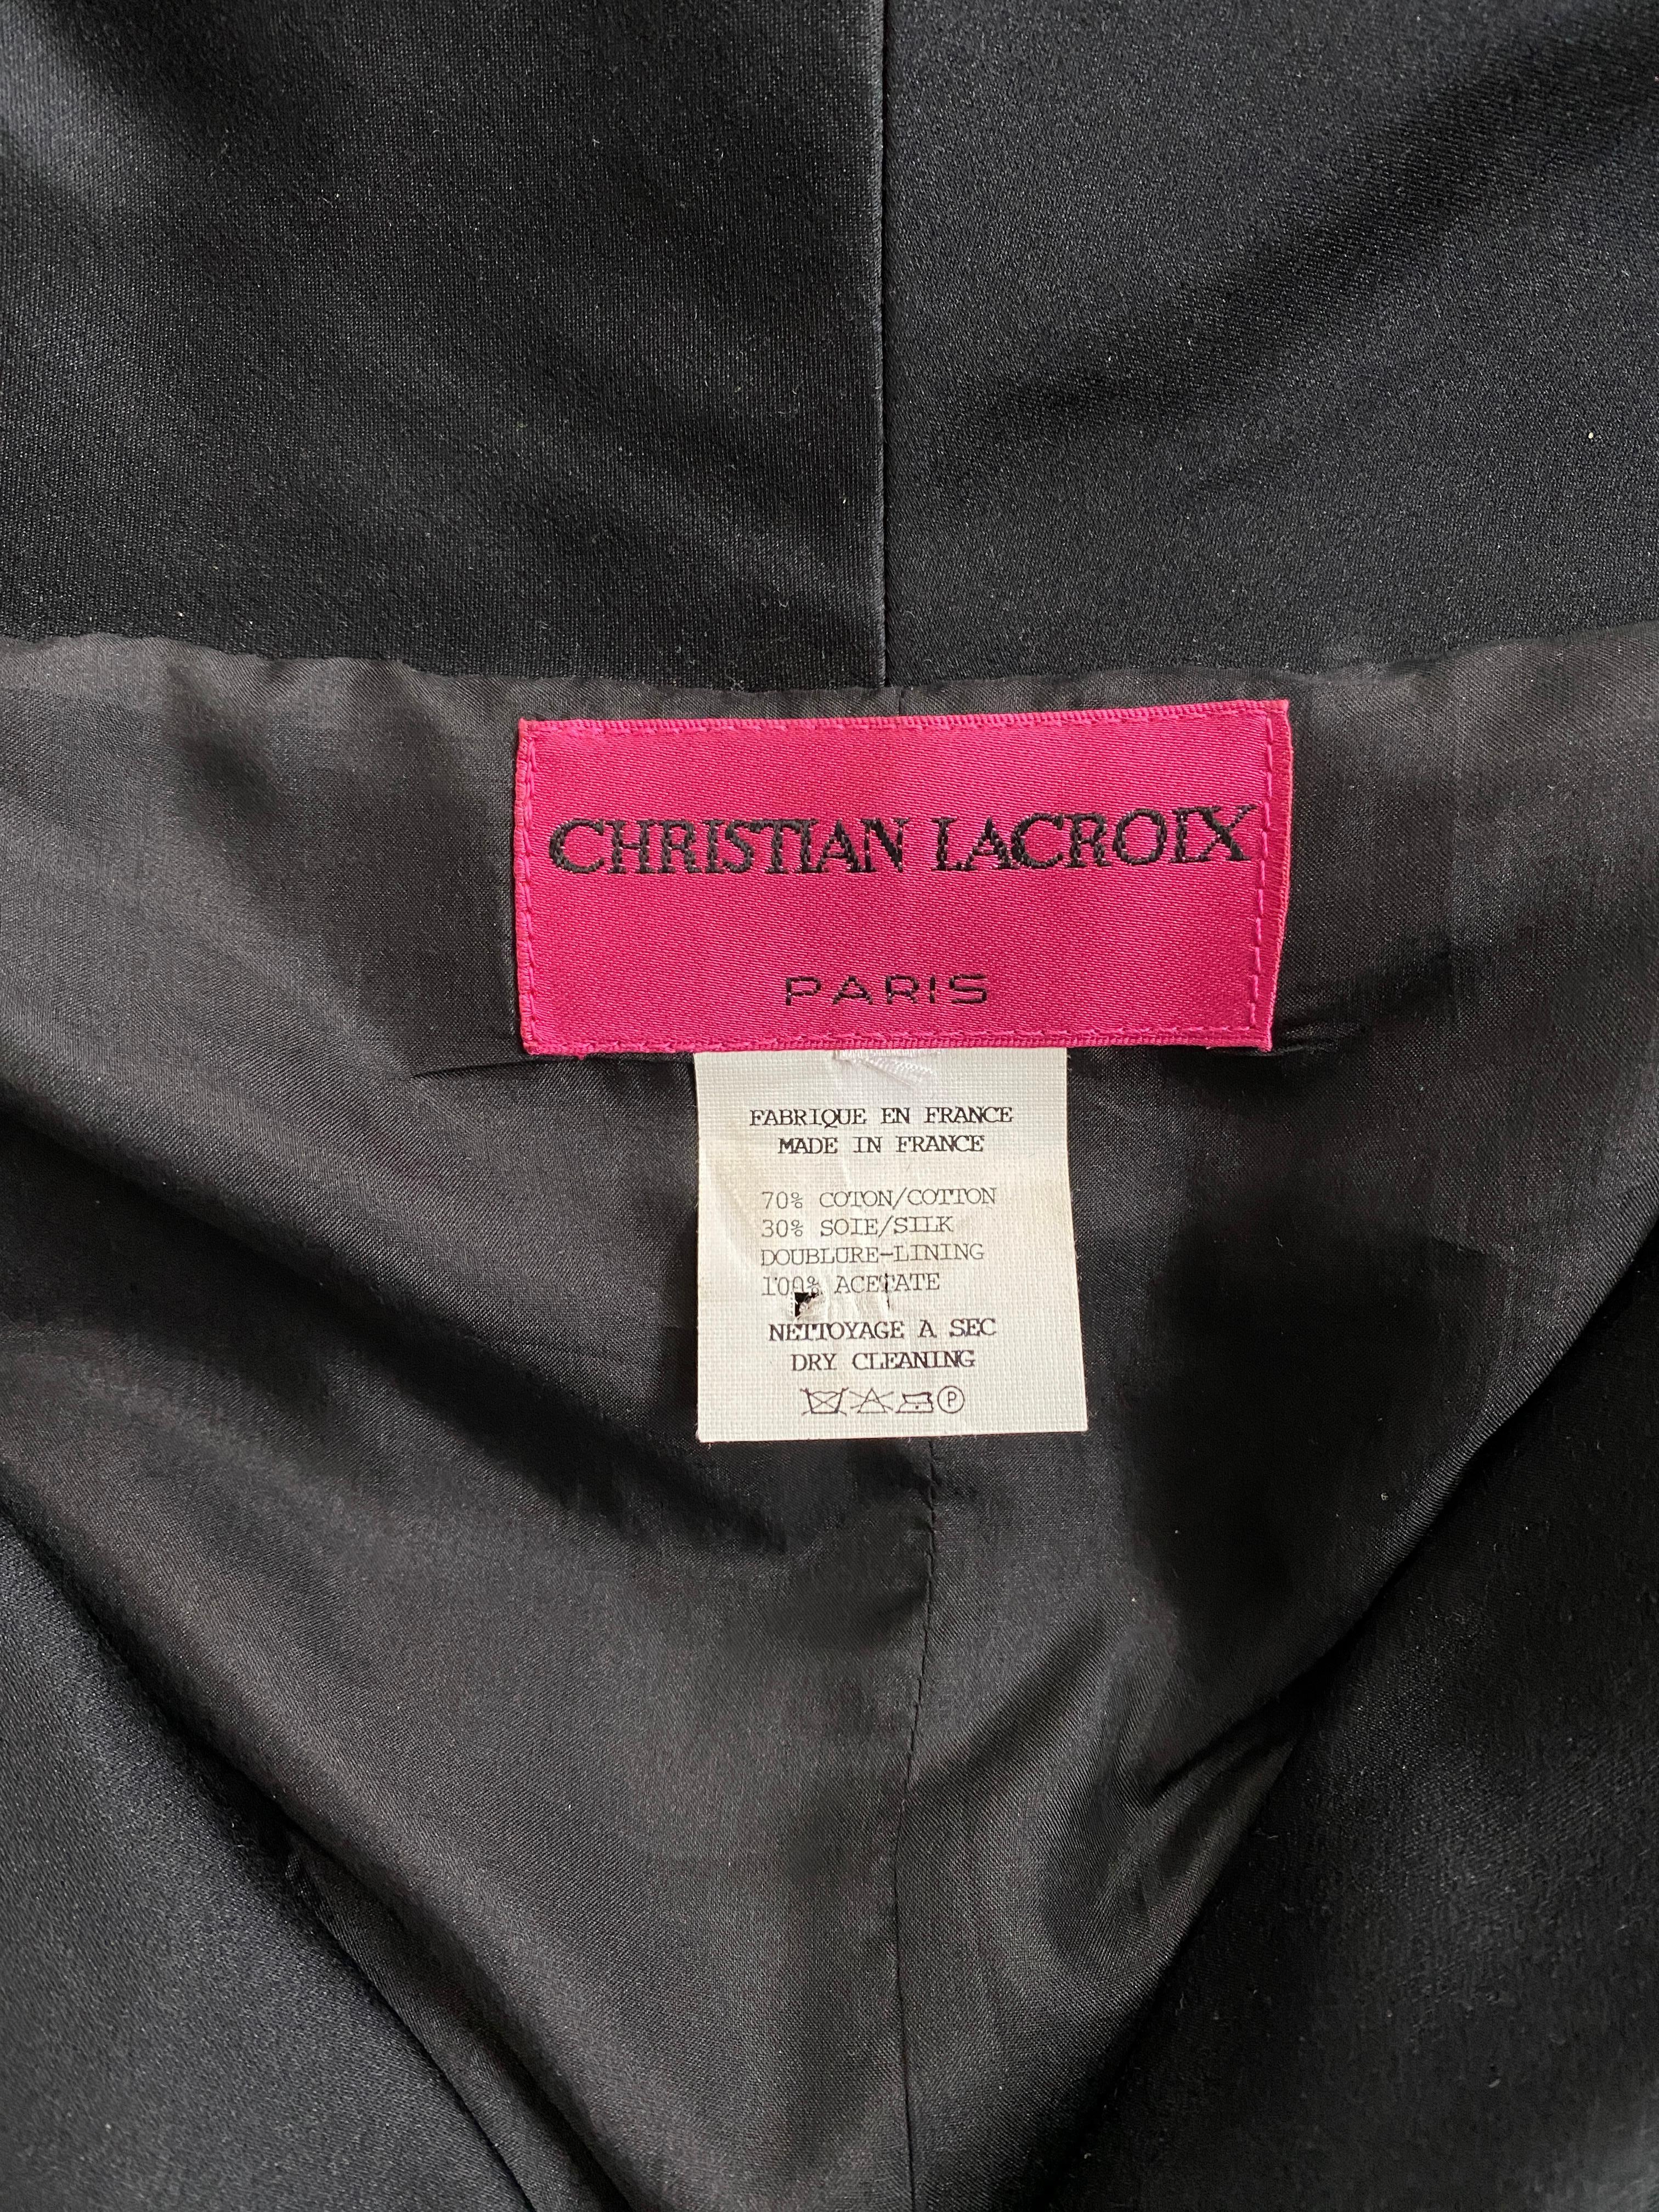 CHRISTIAN LACROIX
PARIS
FABRIQUE EN FRANCE
MADE IN FRANCE
70% COTON/COTTON
30% SOIE/SILK
DOUBLURE-LINING
100% ACETATE
NETTOYAGE A SEC
DRY CLEANING
P